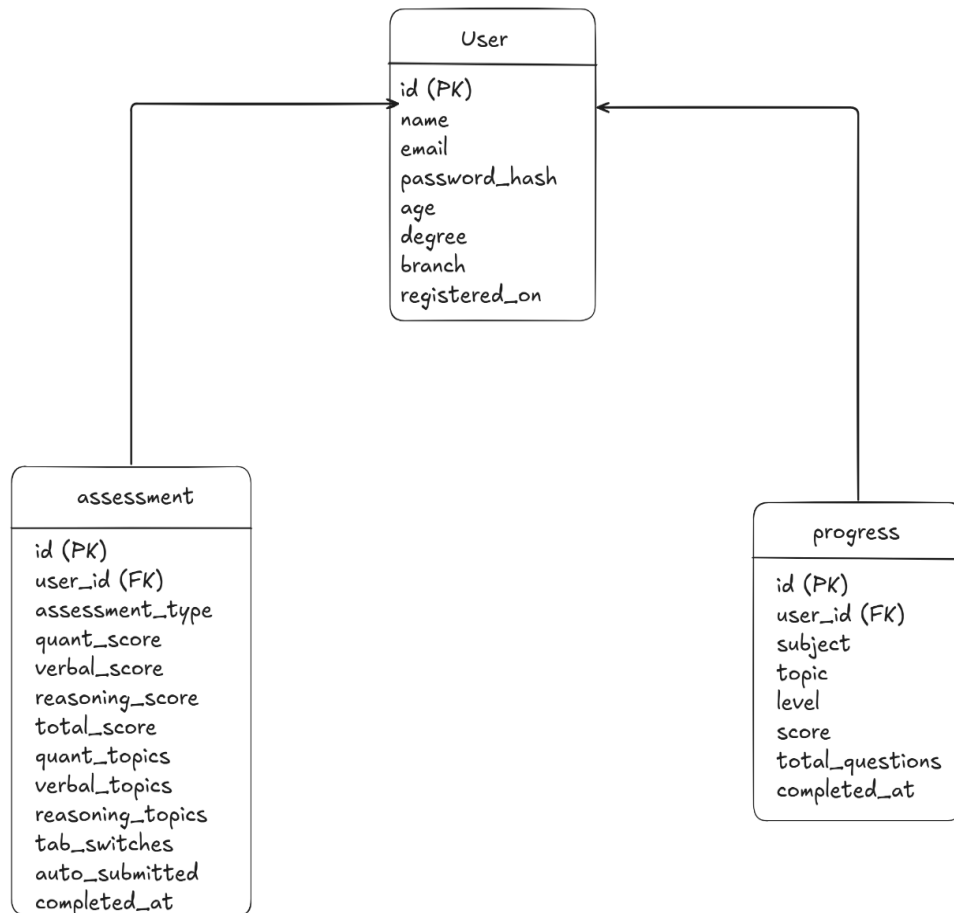 User
id (PK)
name
email
password_hash
age
degree
branch
registered_on
assessment
id (PK)
user_id (FK)
assessment_type
quant_score
verbal_score
reasoning_score
total_score
quant_topics
verbal_topics
reasoning_topics
tab_switches
auto_submitted
completed_at
progress
id (PK)
user_id (FK)
subject
topic
level
score
total_questions
completed_at